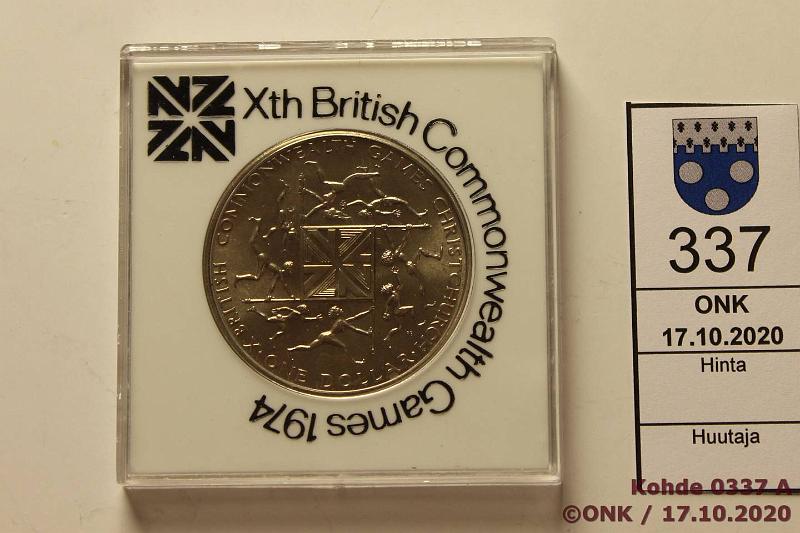 Xth British Commonwealth Games 1974
X · BRITISH COMMONWEALTH GAMES CHRISTCHURCH
ONE DOLLAR
337
ONK
17.10.2020
Hinta
Huutaja
Kohde 0337 A
©ONK / 17.10.2020